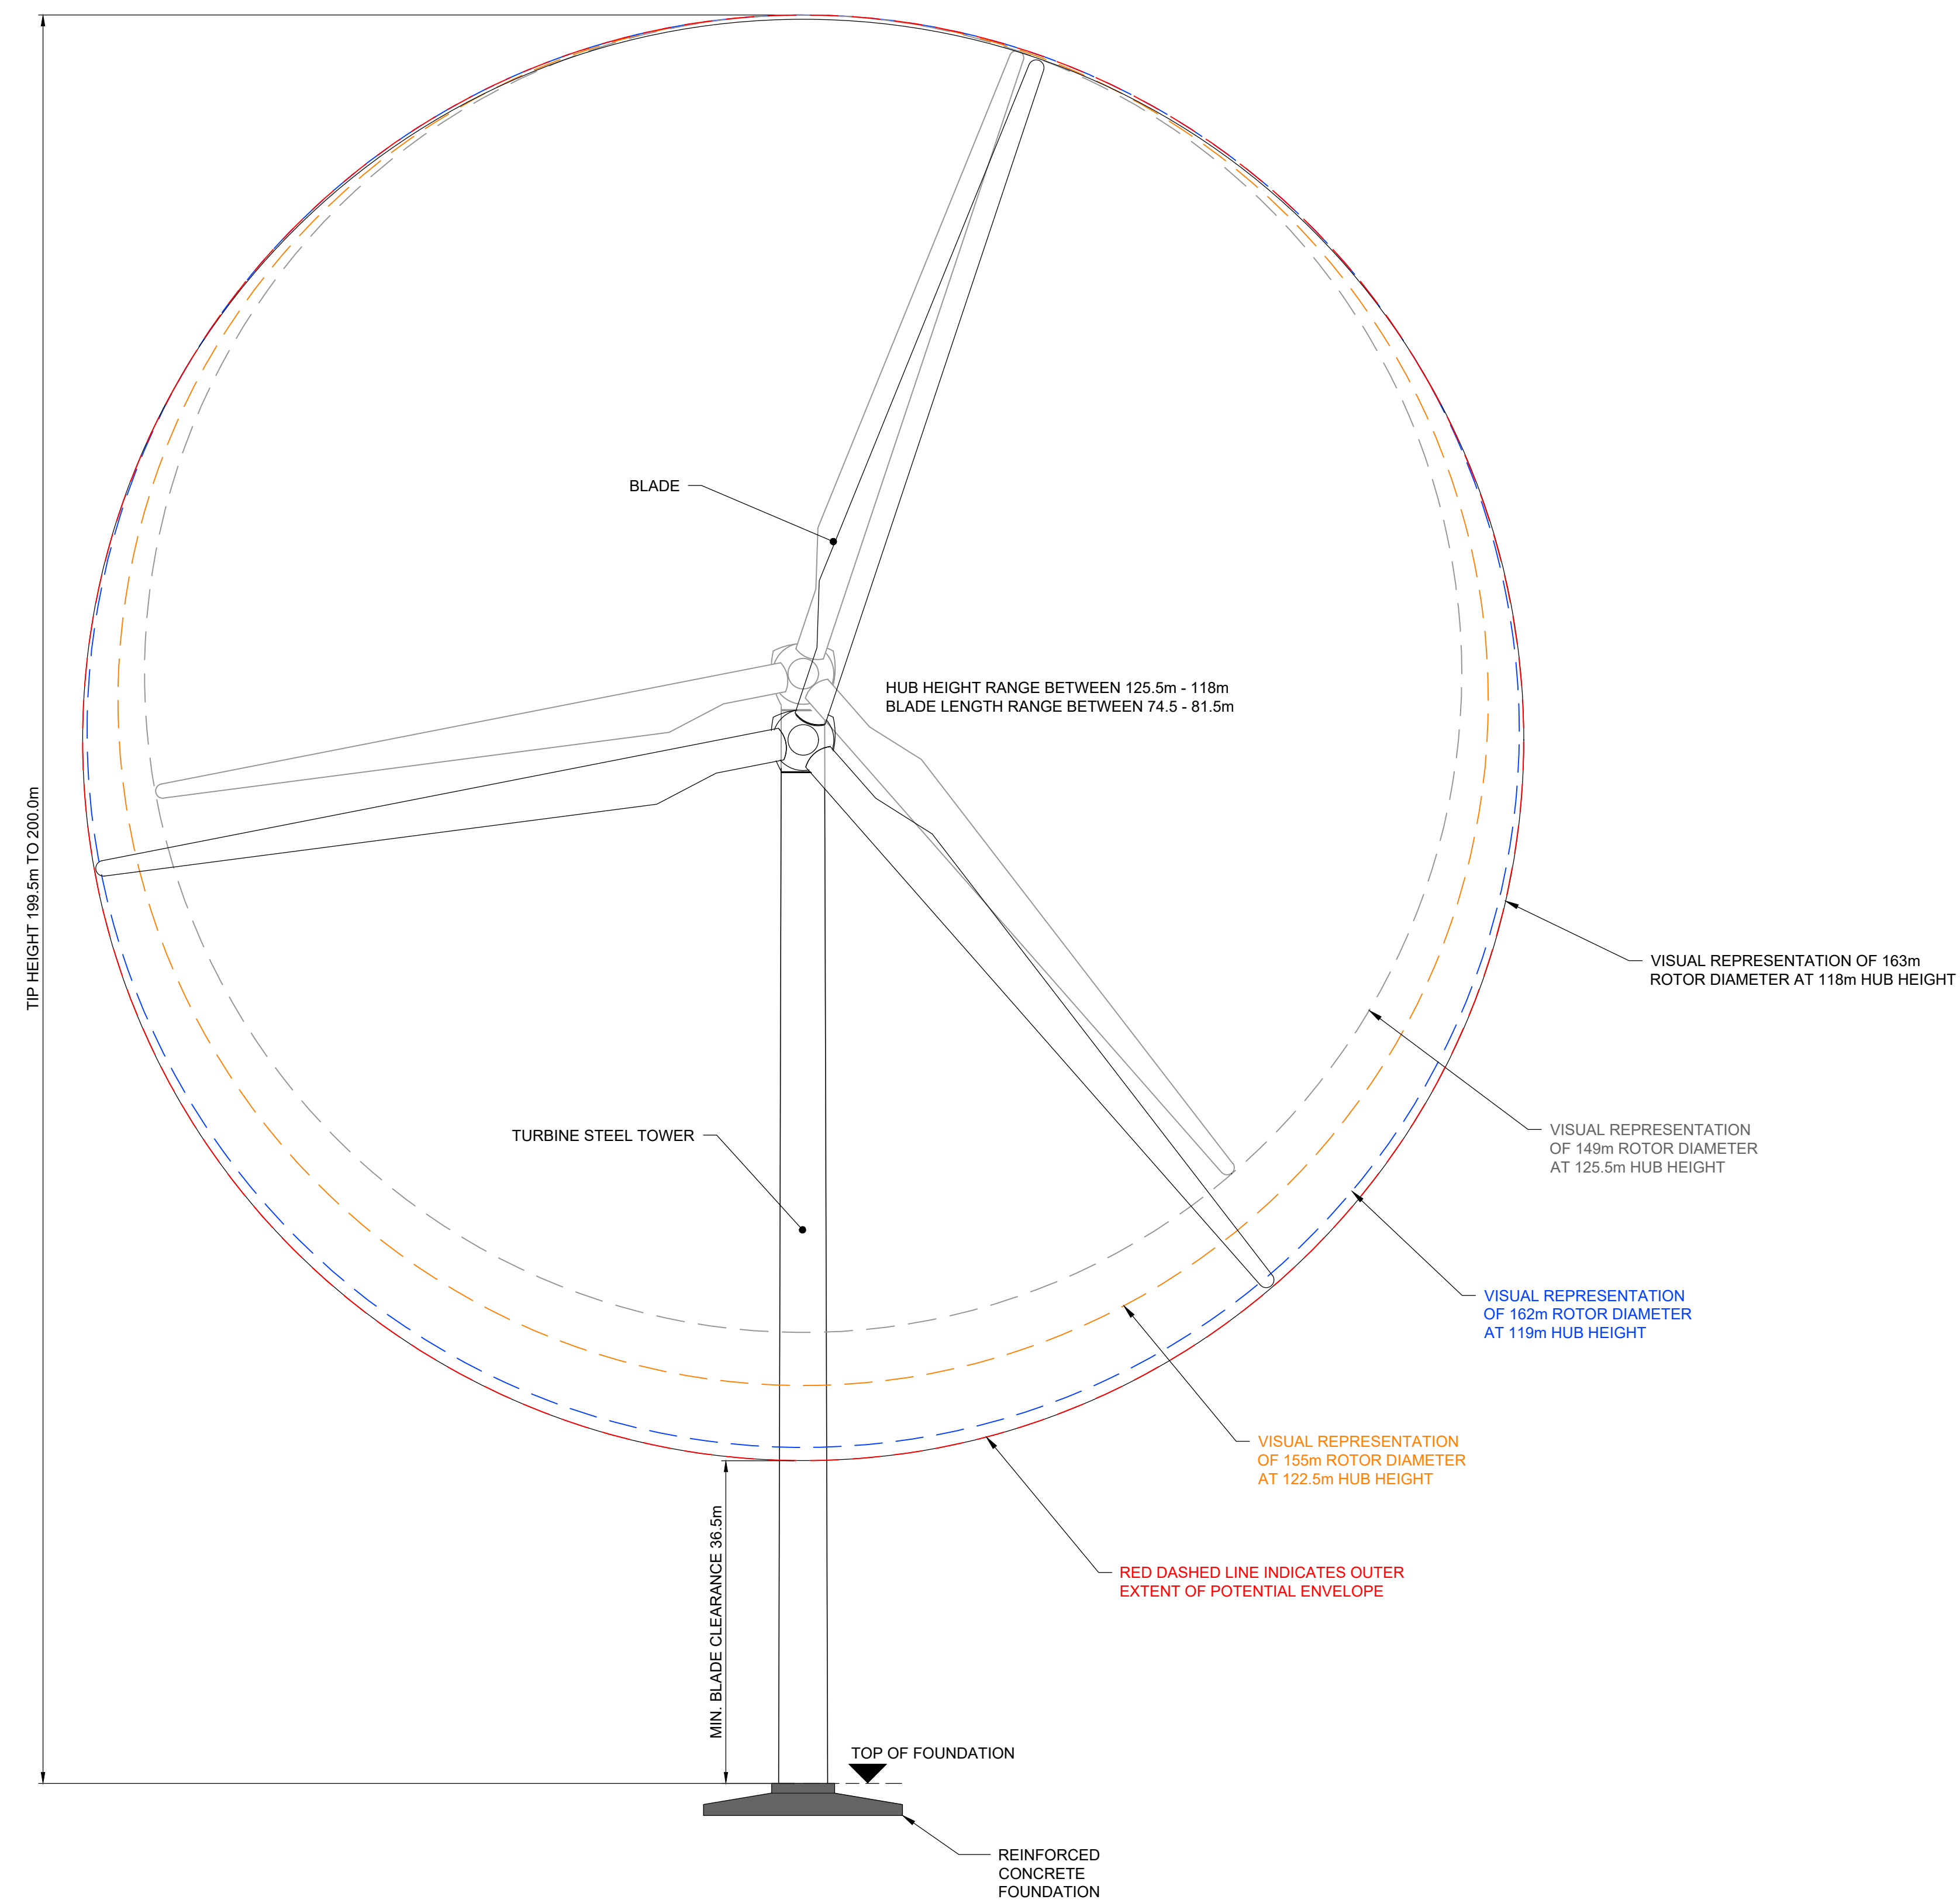 BLADE
HUB HEIGHT RANGE BETWEEN 125.5m - 118m
BLADE LENGTH RANGE BETWEEN 74.5 - 81.5m
TIP HEIGHT 199.5m TO 200.0m
VISUAL REPRESENTATION OF 163m
ROTOR DIAMETER AT 118m HUB HEIGHT
TURBINE STEEL TOWER
VISUAL REPRESENTATION
OF 149m ROTOR DIAMETER
AT 125.5m HUB HEIGHT
VISUAL REPRESENTATION
OF 162m ROTOR DIAMETER
AT 119m HUB HEIGHT
VISUAL REPRESENTATION
OF 155m ROTOR DIAMETER
AT 122.5m HUB HEIGHT
MIN. BLADE CLEARANCE 36.5m
RED DASHED LINE INDICATES OUTER
EXTENT OF POTENTIAL ENVELOPE
TOP OF FOUNDATION
REINFORCED
CONCRETE
FOUNDATION